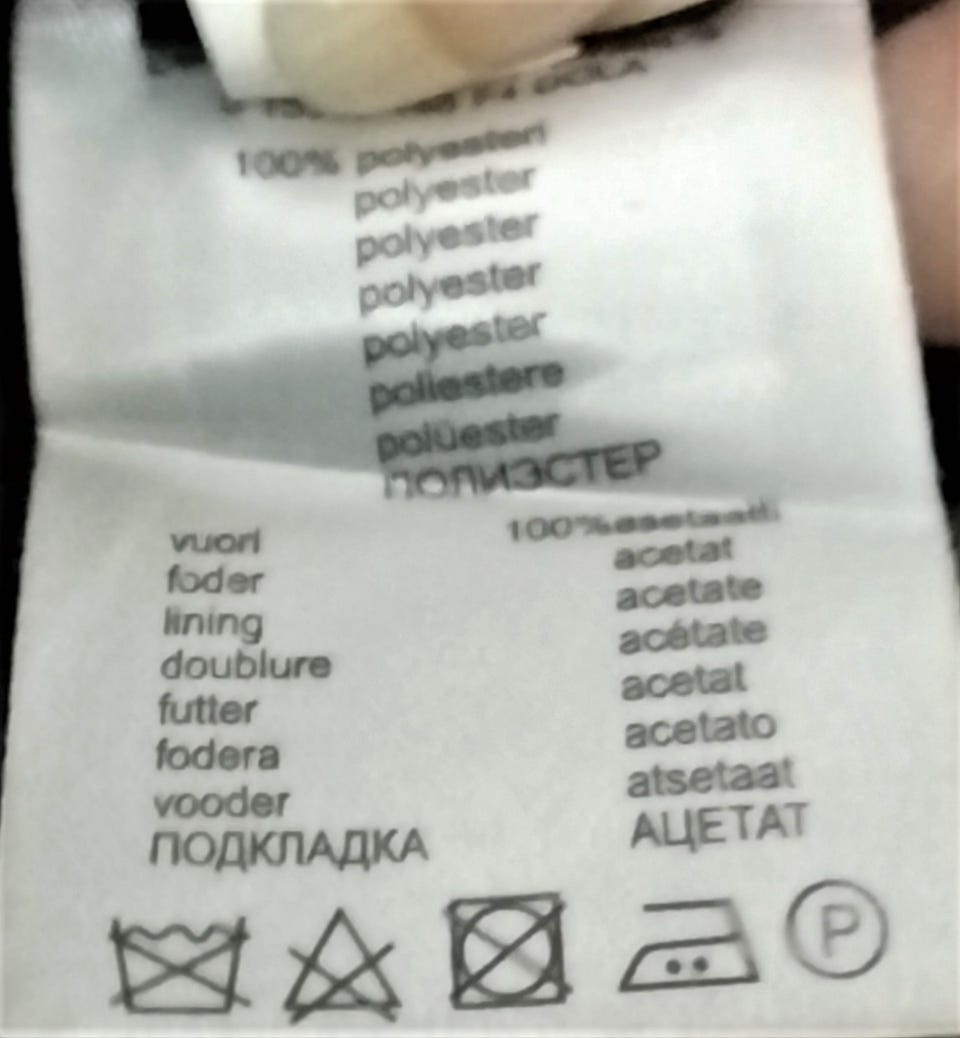 100% polyesteri
polyester
polyester
polyester
polyester
poliestere
polüester
ПОЛИЭСТЕР
vuori 100%asetaatti
foder acetat
lining acetate
doublure acétate
futter acetat
fodera acetato
vooder atsetaat
ПОДКЛАДКА АЦЕТАТ
P